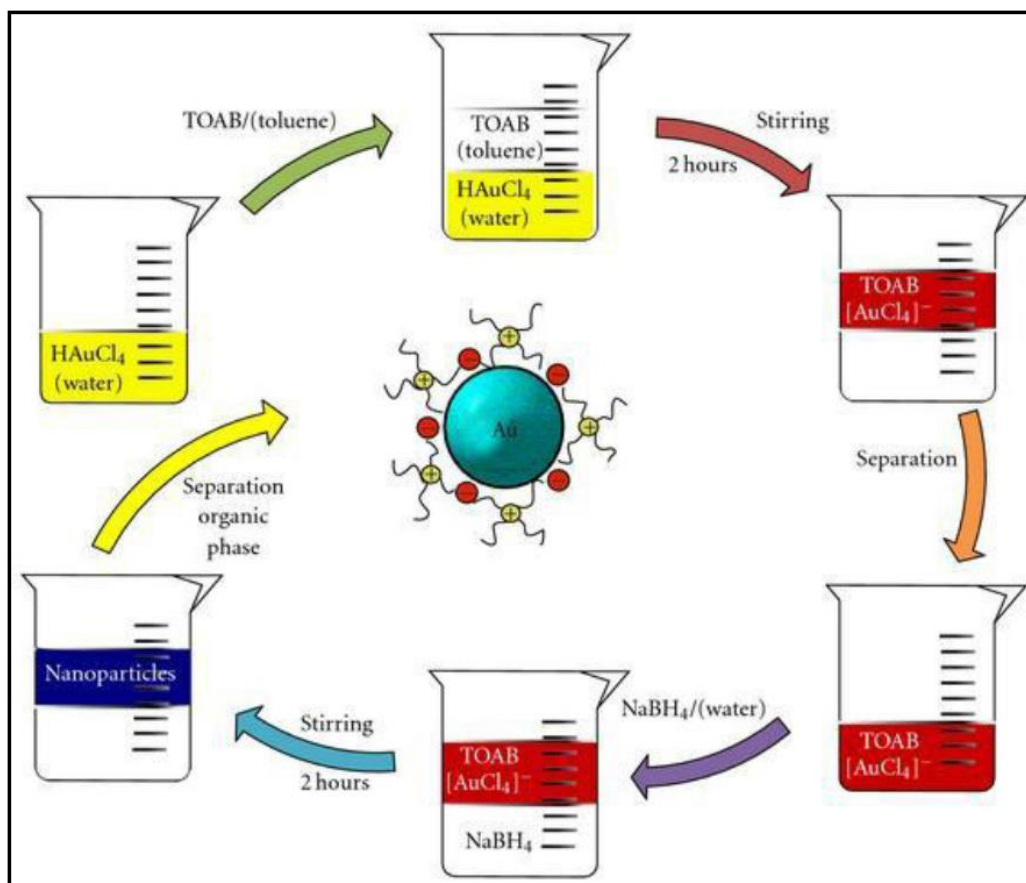 TOAB/(toluene)
TOAB
(toluene)
HAuCl₄
(water)
Stirring
2 hours
HAuCl₄
(water)
TOAB
[AuCl₄]⁻
Au
Separation
Separation
organic
phase
Nanoparticles
Stirring
2 hours
TOAB
[AuCl₄]⁻
NaBH₄
NaBH₄/(water)
TOAB
[AuCl₄]⁻